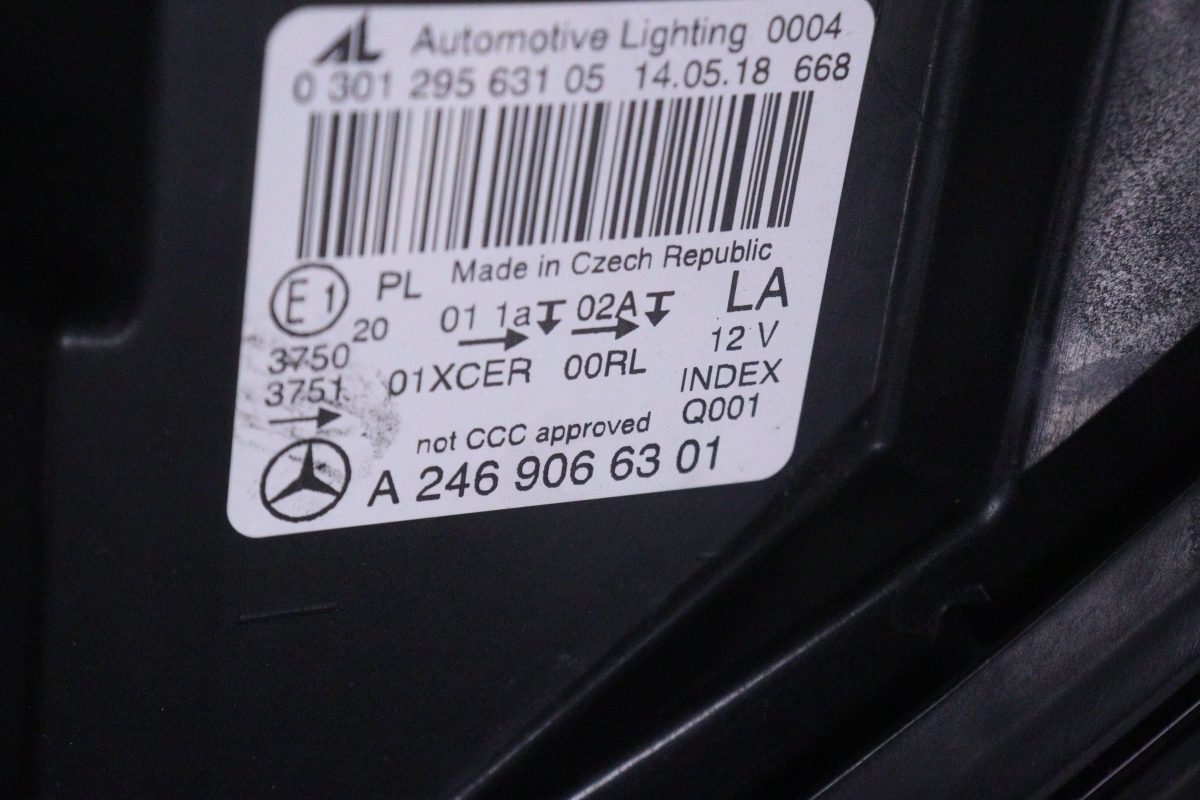 AL Automotive Lighting 0004
0 301 295 631 05 14.05.18 668
Made in Czech Republic
E1 PL LA
20 01 1a 02A
3750 12 V
3751 01XCER 00RL INDEX
not CCC approved Q001
A 246 906 63 01